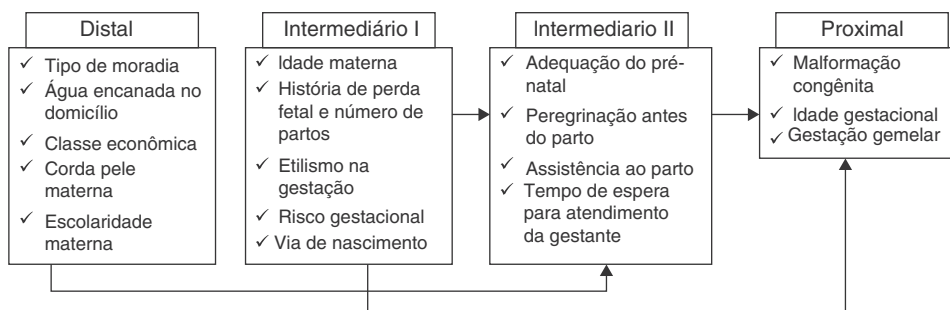 Distal
Tipo de moradia
Água encanada no
domicílio
Classe econômica
Corda pele
materna
Escolaridade
materna
Intermediário I
Idade materna
História de perda
fetal e número de
partos
Etilismo na
gestação
Risco gestacional
Via de nascimento
Intermediario II
Adequação do pré-
natal
Peregrinação antes
do parto
Assistência ao parto
Tempo de espera
para atendimento
da gestante
Proximal
Malformação
congênita
Idade gestacional
Gestação gemelar